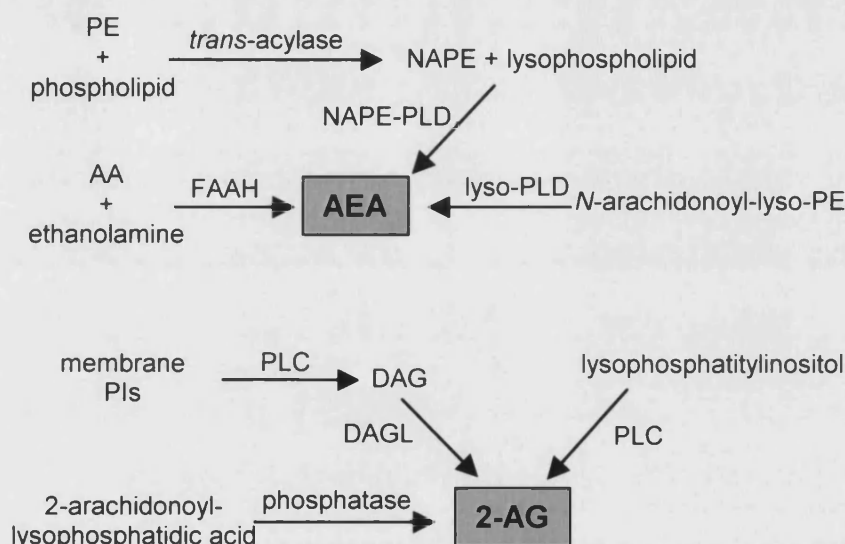 PE
+
phospholipid
trans-acylase
NAPE + lysophospholipid
NAPE-PLD
AA
+
ethanolamine
FAAH
AEA
lyso-PLD
N-arachidonoyl-lyso-PE
membrane
PIs
PLC
DAG
DAGL
lysophosphatitylinositol
PLC
2-arachidonoyl-
lysophosphatidic acid
phosphatase
2-AG